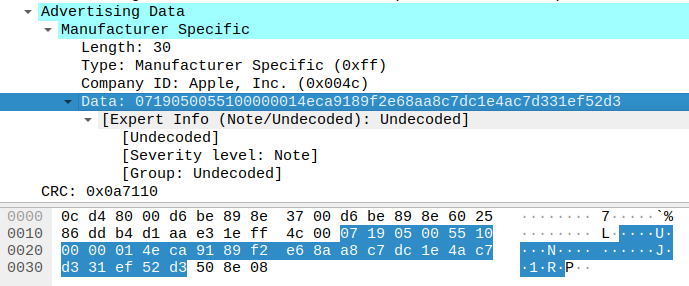 Advertising Data
Manufacturer Specific
Length: 30
Type: Manufacturer Specific (0xff)
Company ID: Apple, Inc. (0x004c)
Data: 0719050055100000014eca9189f2e68aa8c7dc1e4ac7d331ef52d3
[Expert Info (Note/Undecoded): Undecoded]
[Undecoded]
[Severity level: Note]
[Group: Undecoded]
CRC: 0x0a7110
0000 0c d4 80 00 d6 be 89 8e 37 00 d6 be 89 8e 60 25 ········ 7·····`%
0010 86 dd b4 d1 aa e3 1e ff 4c 00 07 19 05 00 55 10 ········ L·····U·
0020 00 00 01 4e ca 91 89 f2 e6 8a a8 c7 dc 1e 4a c7 ···N···· ······J·
0030 d3 31 ef 52 d3 50 8e 08 ·1·R·P··